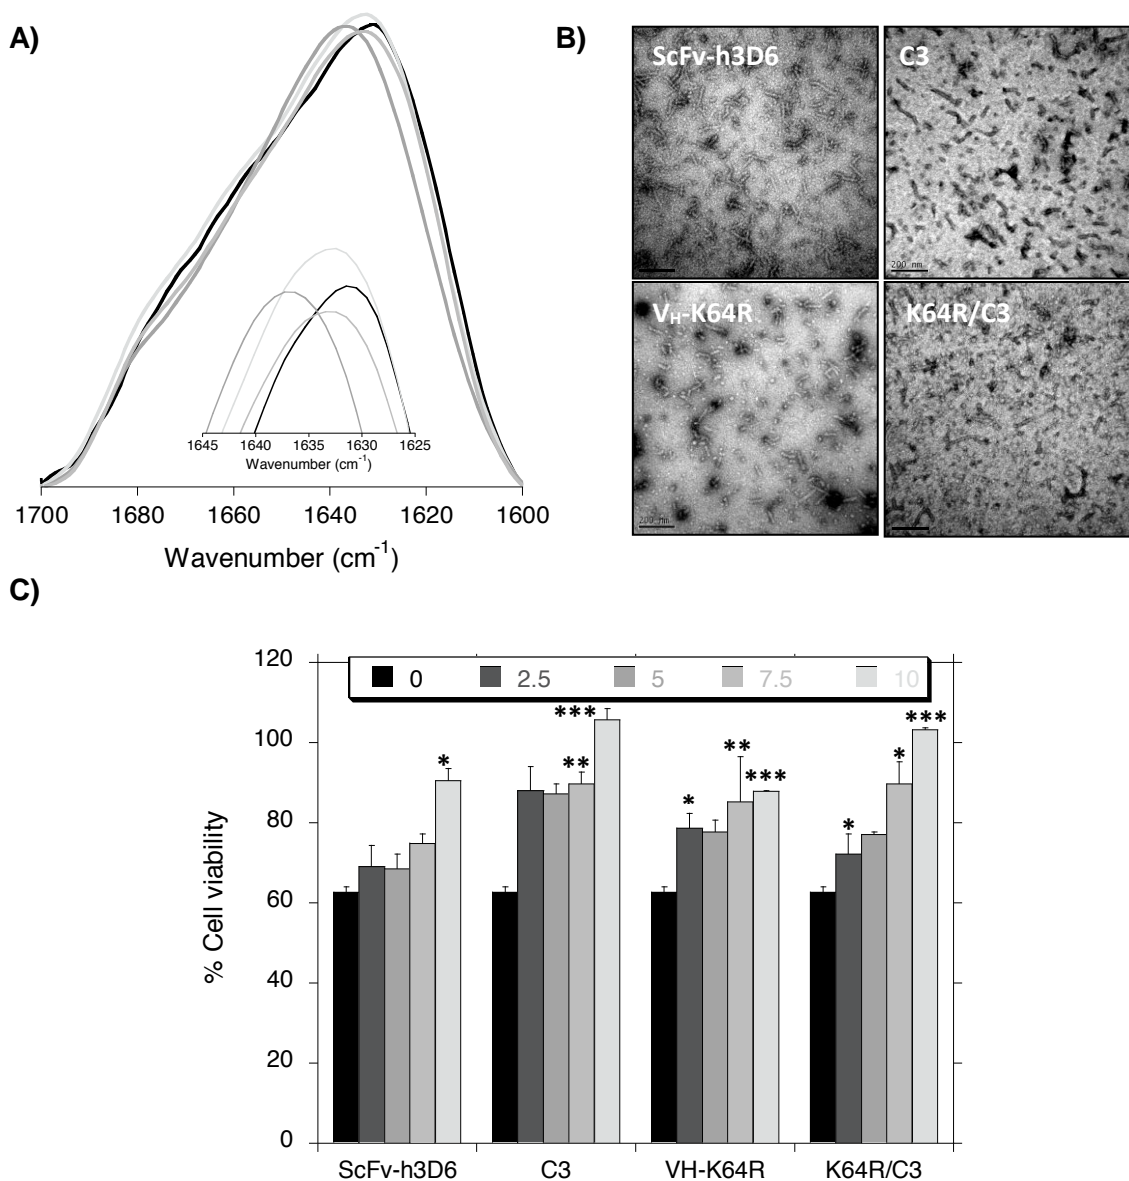 A)
1700 1680 1660 1640 1620 1600
Wavenumber (cm-1)
1645 1640 1635 1630 1625
Wavenumber (cm-1)
B)
ScFv-h3D6
C3
200 nm
VH-K64R
200 nm
K64R/C3
C)
% Cell viability
120
100
80
60
40
20
0
0 2.5 5 7.5 10
*
***
**
*
**
***
*
*
***
ScFv-h3D6 C3 VH-K64R K64R/C3